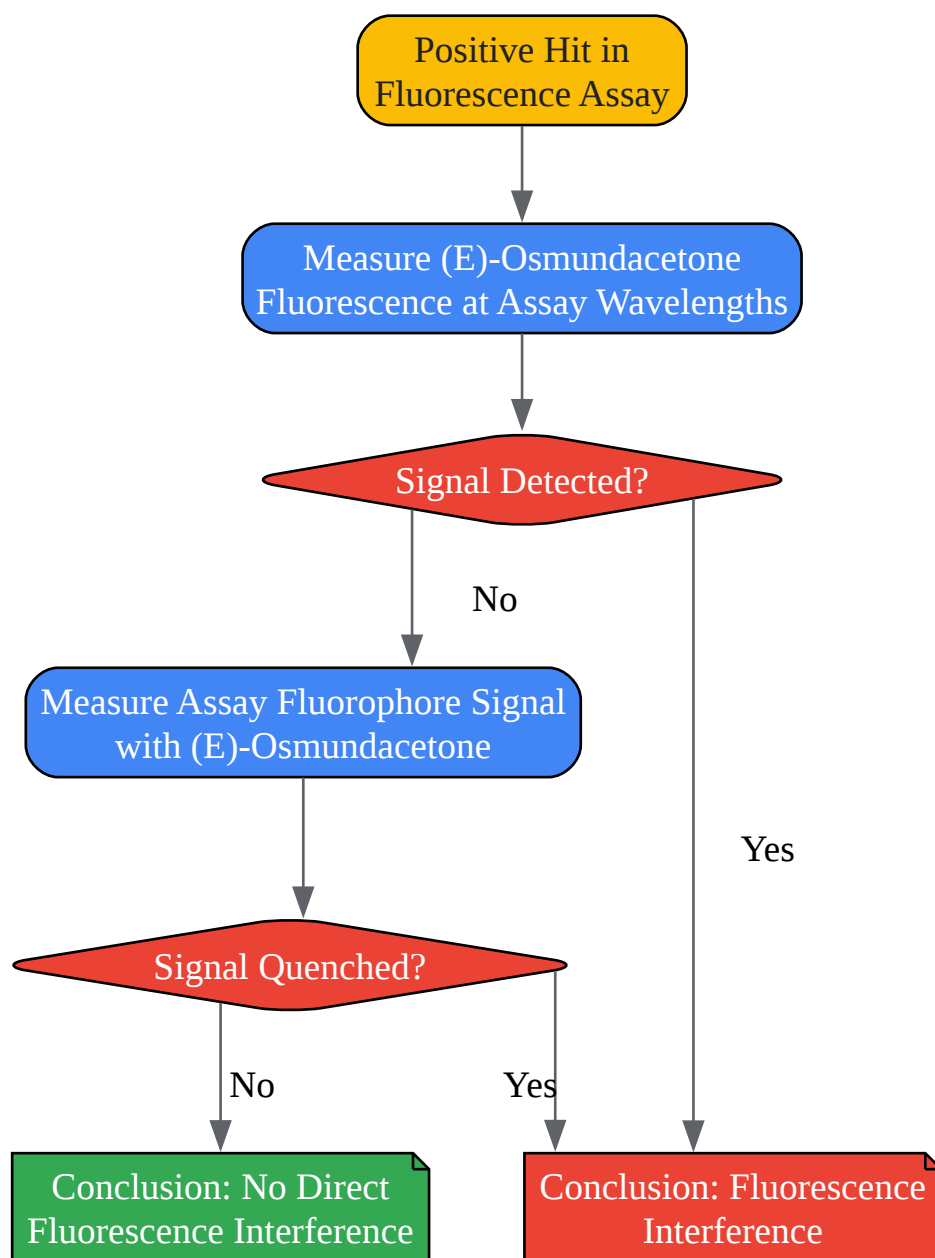 Positive Hit in
Fluorescence Assay
Measure (E)-Osmundacetone
Fluorescence at Assay Wavelengths
Signal Detected?
No
Measure Assay Fluorophore Signal
with (E)-Osmundacetone
Yes
Signal Quenched?
No
Yes
Conclusion: No Direct
Fluorescence Interference
Conclusion: Fluorescence
Interference